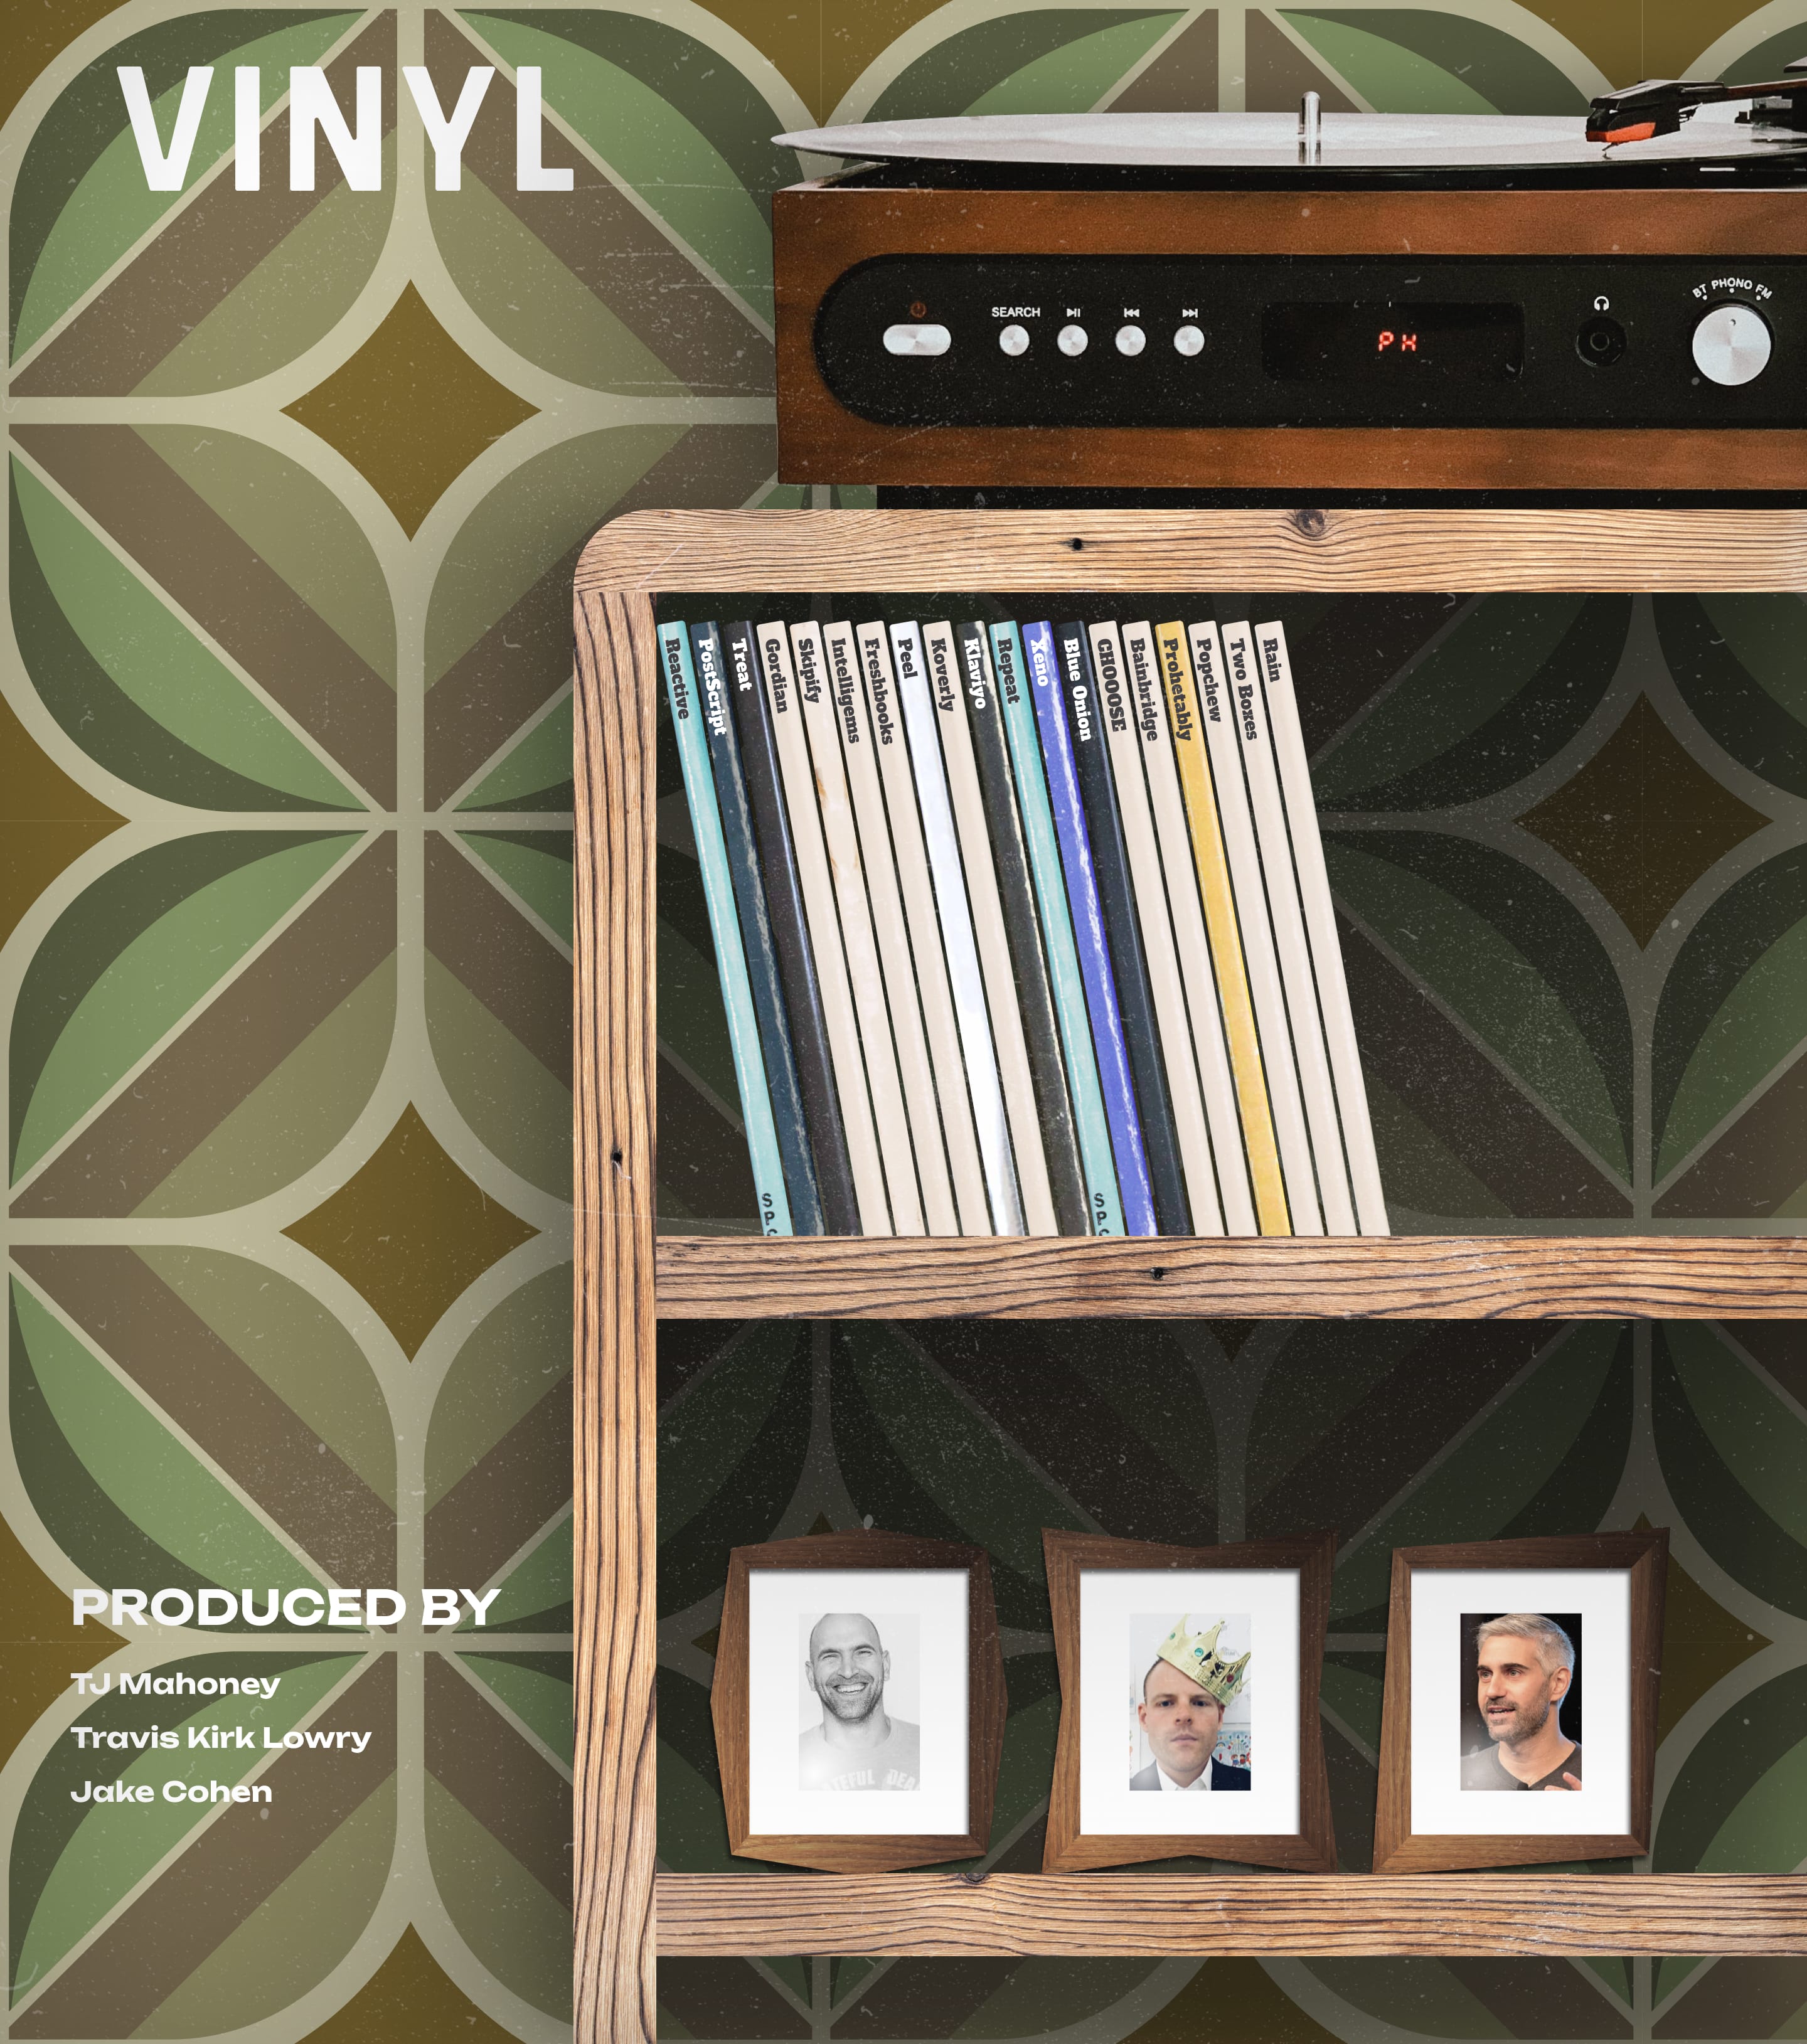 VINYL
SEARCH
BT PHONO FM
PH
Reactive
PostScript
Treat
Gordian
Skipify
Intelligems
Freshbooks
Peel
Koverly
Klaviyo
Repeat
Xeno
Blue Onion
CHOOOSE
Bainbridge
Prohetably
Popchew
Two Boxes
Rain
PRODUCED BY
TJ Mahoney
Travis Kirk Lowry
Jake Cohen